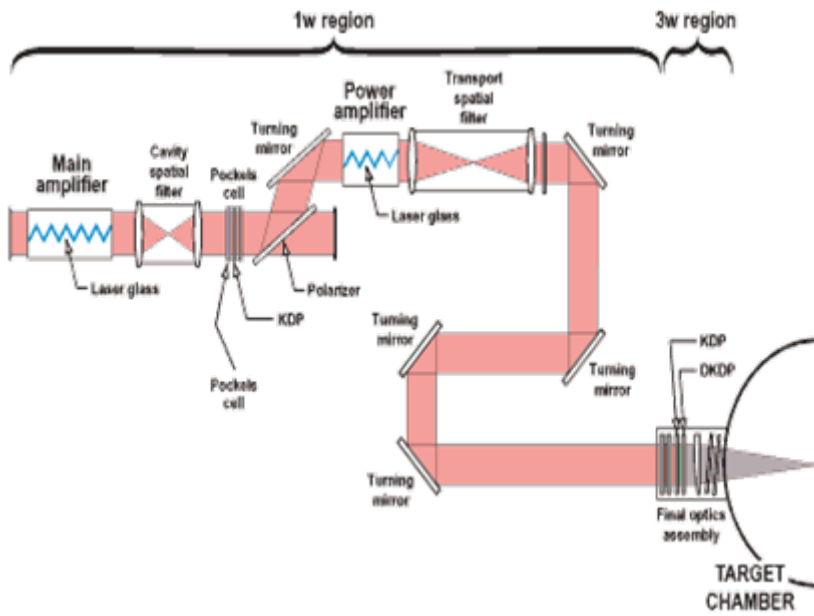 1w region
3w region
Power
amplifier
Transport
spatial
filter
Turning
mirror
Turning
mirror
Main
amplifier
Cavity
spatial
filter
Pockels
cell
Laser glass
Laser glass
Polarizer
KDP
Pockels
cell
Turning
mirror
Turning
mirror
KDP
DKDP
Turning
mirror
Final optics
assembly
TARGET
CHAMBER